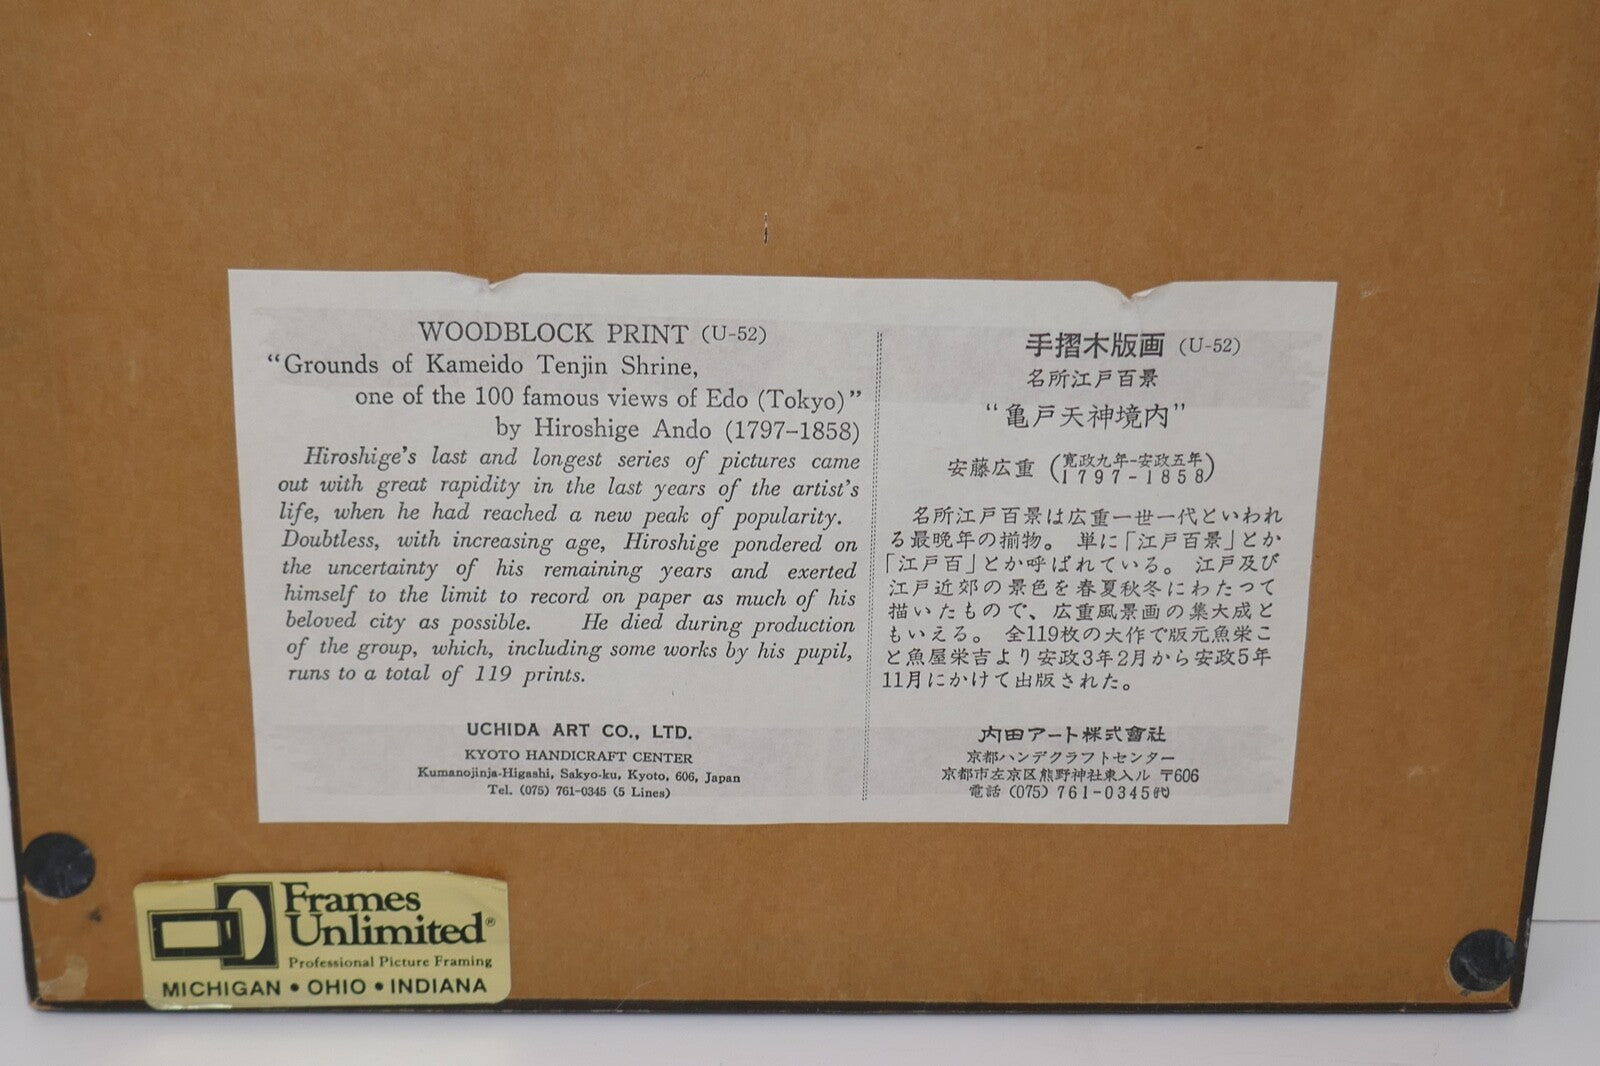 WOODBLOCK PRINT (U-52)
“Grounds of Kameido Tenjin Shrine,
one of the 100 famous views of Edo (Tokyo)”
by Hiroshige Ando (1797-1858)
Hiroshige's last and longest series of pictures came
out with great rapidity in the last years of the artist's
life, when he had reached a new peak of popularity.
Doubtless, with increasing age, Hiroshige pondered on
the uncertainty of his remaining years and exerted
himself to the limit to record on paper as much of his
beloved city as possible. He died during production
of the group, which, including some works by his pupil,
runs to a total of 119 prints.
UCHIDA ART CO., LTD.
KYOTO HANDICRAFT CENTER
Kumanojinja-Higashi, Sakyo-ku, Kyoto, 606, Japan
Tel. (075) 761-0345 (5 Lines)
手摺木版画 (U-52)
名所江戸百景
“亀戸天神境内”
安藤広重 (寛政九年-安政五年
1797-1858)
名所江戸百景は広重一世一代といわれ
る最晩年の揃物。 単に「江戸百景」とか
「江戸百」とか呼ばれている。 江戸及び
江戸近郊の景色を春夏秋冬にわたつて
描いたもので、広重風景画の集大成と
もいえる。 全119枚の大作で版元魚栄こ
と魚屋栄吉より安政3年2月から安政5年
11月にかけて出版された。
内田アート株式會社
京都ハンデクラフトセンター
京都市左京区熊野神社東入ル 〒606
電話 (075) 761-0345㈹
Frames
Unlimited®
Professional Picture Framing
MICHIGAN • OHIO • INDIANA